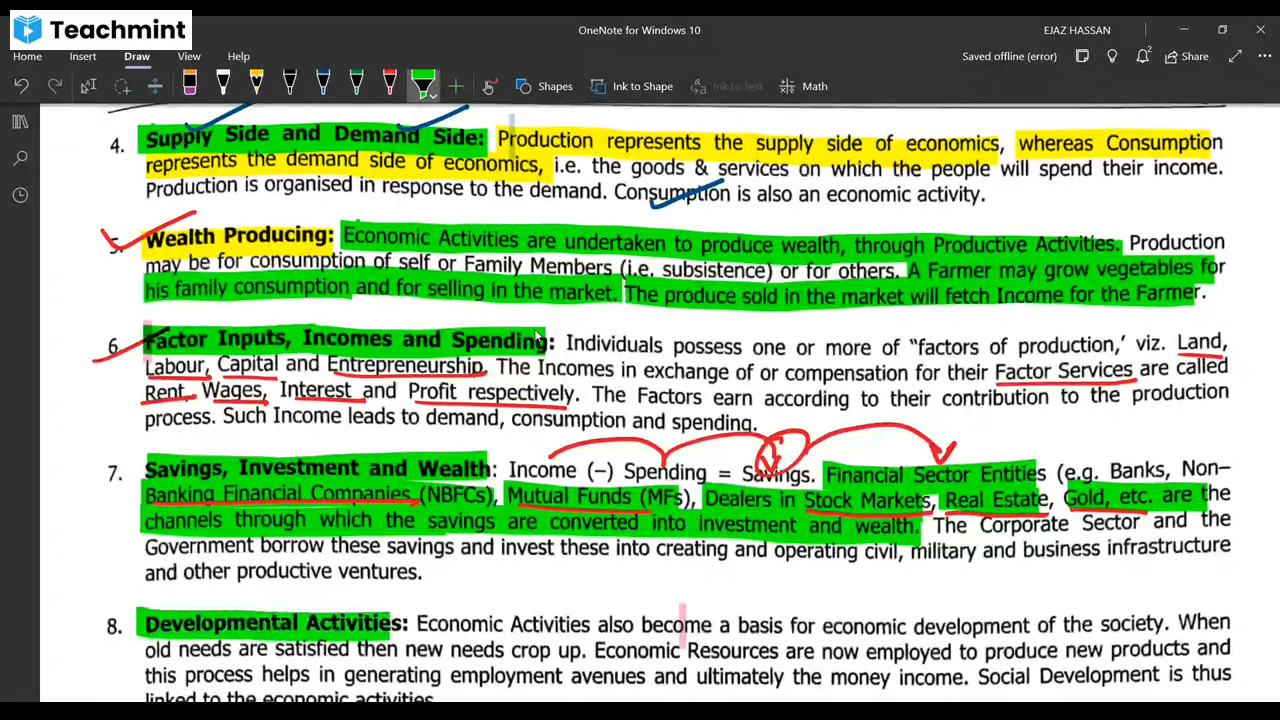 Teachmint
OneNote for Windows 10
EJAZ HASSAN
Home Insert Draw View Help
Saved offline (error)
Share
Shapes
Ink to Shape
Ink to Text
Math
4. Supply Side and Demand Side: Production represents the supply side of economics, whereas Consumption
represents the demand side of economics, i.e. the goods & services on which the people will spend their income.
Production is organised in response to the demand. Consumption is also an economic activity.
5. Wealth Producing: Economic Activities are undertaken to produce wealth, through Productive Activities. Production
may be for consumption of self or Family Members (i.e. subsistence) or for others. A Farmer may grow vegetables for
his family consumption and for selling in the market. The produce sold in the market will fetch Income for the Farmer.
6. Factor Inputs, Incomes and Spending: Individuals possess one or more of “factors of production,’ viz. Land,
Labour, Capital and Entrepreneurship. The Incomes in exchange of or compensation for their Factor Services are called
Rent, Wages, Interest and Profit respectively. The Factors earn according to their contribution to the production
process. Such Income leads to demand, consumption and spending.
7. Savings, Investment and Wealth: Income (–) Spending = Savings. Financial Sector Entities (e.g. Banks, Non–
Banking Financial Companies (NBFCs), Mutual Funds (MFs), Dealers in Stock Markets, Real Estate, Gold, etc. are the
channels through which the savings are converted into investment and wealth. The Corporate Sector and the
Government borrow these savings and invest these into creating and operating civil, military and business infrastructure
and other productive ventures.
8. Developmental Activities: Economic Activities also become a basis for economic development of the society. When
old needs are satisfied then new needs crop up. Economic Resources are now employed to produce new products and
this process helps in generating employment avenues and ultimately the money income. Social Development is thus
linked to the economic activities.